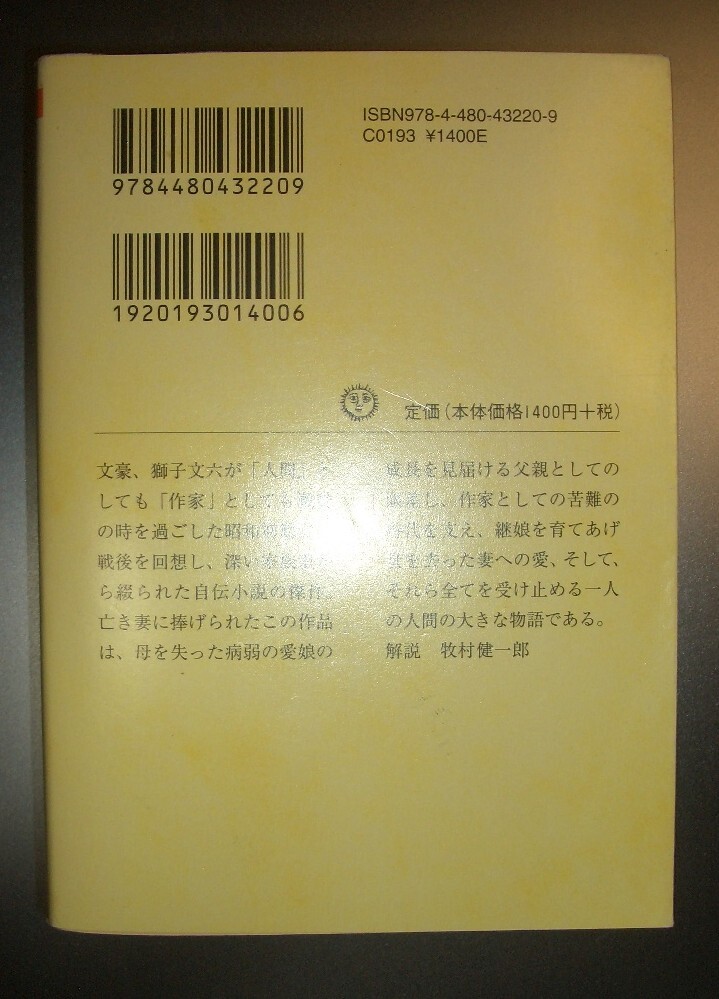 ISBN978-4-480-43220-9
C0193 ¥1400E
9784480432209
1920193014006
定価(本体価格1400円+税)
文豪、獅子文六が「人間」と
しても「作家」としても
の時を過ごした昭和
戦後を回想し、深い
ら綴られた自伝小説の傑作。
亡き妻に捧げられたこの作品
は、母を失った病弱の愛娘の
成長を見届ける父親としての
し、作家としての苦難の
時代を支え、継娘を育てあげ
った妻への愛、そして、
それら全てを受け止める一人
の人間の大きな物語である。
解説 牧村健一郎